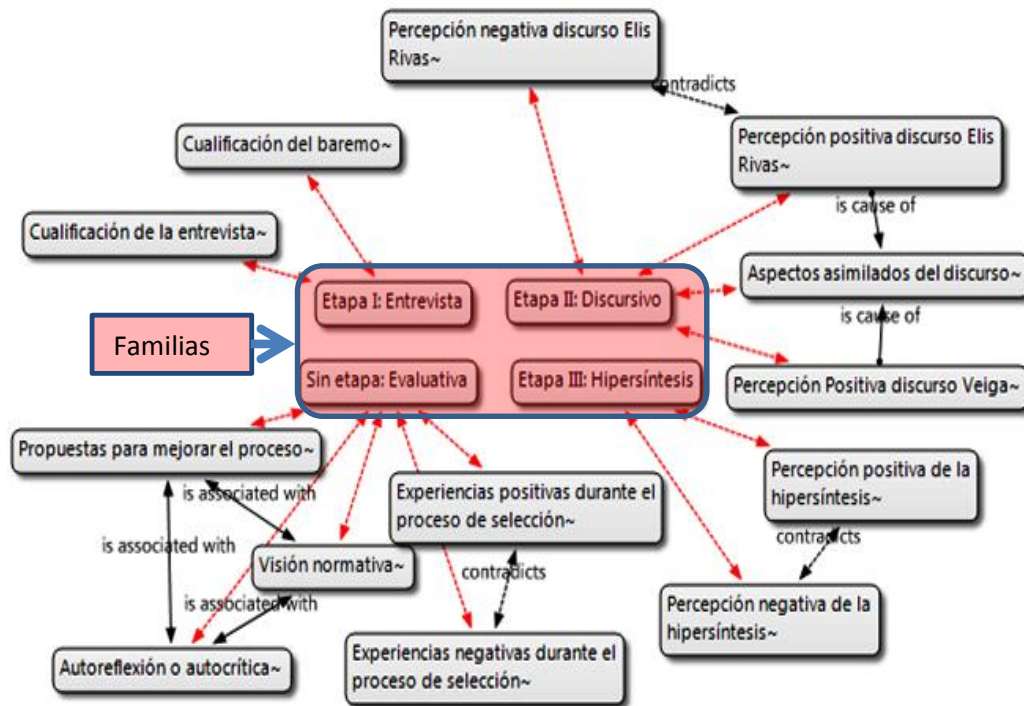 Percepción negativa discurso Elis
Rivas~
contradicts
Percepción positiva discurso Elis
Rivas~
Cualificación del baremo~
is cause of
Cualificación de la entrevista~
Aspectos asimilados del discurso~
Etapa I: Entrevista
Etapa II: Discursivo
is cause of
Familias
Sin etapa: Evaluativa
Etapa III: Hipersíntesis
Percepción Positiva discurso Veiga~
Propuestas para mejorar el proceso~
Percepción positiva de la
hipersíntesis~
is associated with
Experiencias positivas durante el
proceso de selección~
contradicts
is associated with
Visión normativa~
contradicts
is associated with
Percepción negativa de la
hipersíntesis~
Autoreflexión o autocrítica~
Experiencias negativas durante el
proceso de selección~